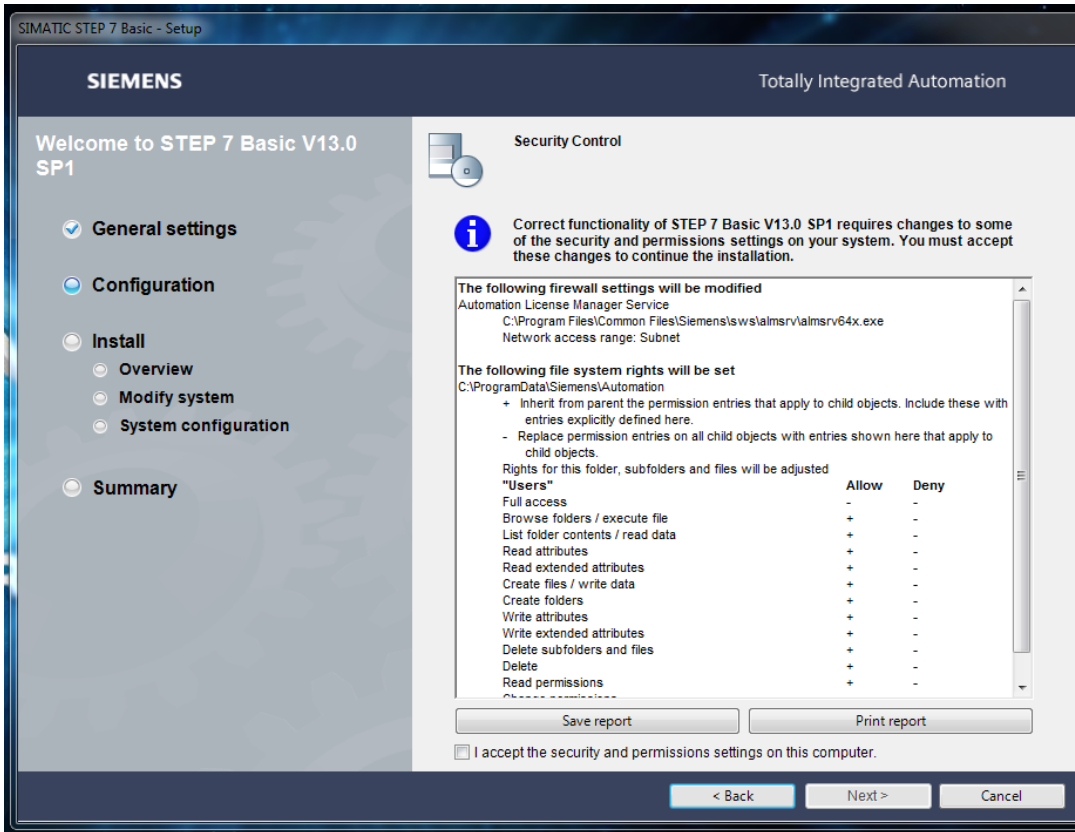 SIMATIC STEP 7 Basic - Setup
SIEMENS
Totally Integrated Automation
Welcome to STEP 7 Basic V13.0
SP1
General settings
Configuration
Install
Overview
Modify system
System configuration
Summary
Security Control
Correct functionality of STEP 7 Basic V13.0 SP1 requires changes to some
of the security and permissions settings on your system. You must accept
these changes to continue the installation.
The following firewall settings will be modified
Automation License Manager Service
C:\Program Files\Common Files\Siemens\sws\almsrv\almsrv64x.exe
Network access range: Subnet
The following file system rights will be set
C:\ProgramData\Siemens\Automation
+ Inherit from parent the permission entries that apply to child objects. Include these with
entries explicitly defined here.
- Replace permission entries on all child objects with entries shown here that apply to
child objects.
Rights for this folder, subfolders and files will be adjusted
"Users" Allow Deny
Full access - -
Browse folders / execute file + -
List folder contents / read data + -
Read attributes + -
Read extended attributes + -
Create files / write data + -
Create folders + -
Write attributes + -
Write extended attributes + -
Delete subfolders and files + -
Delete + -
Read permissions + -
Change permissions
Save report
Print report
I accept the security and permissions settings on this computer.
< Back
Next >
Cancel